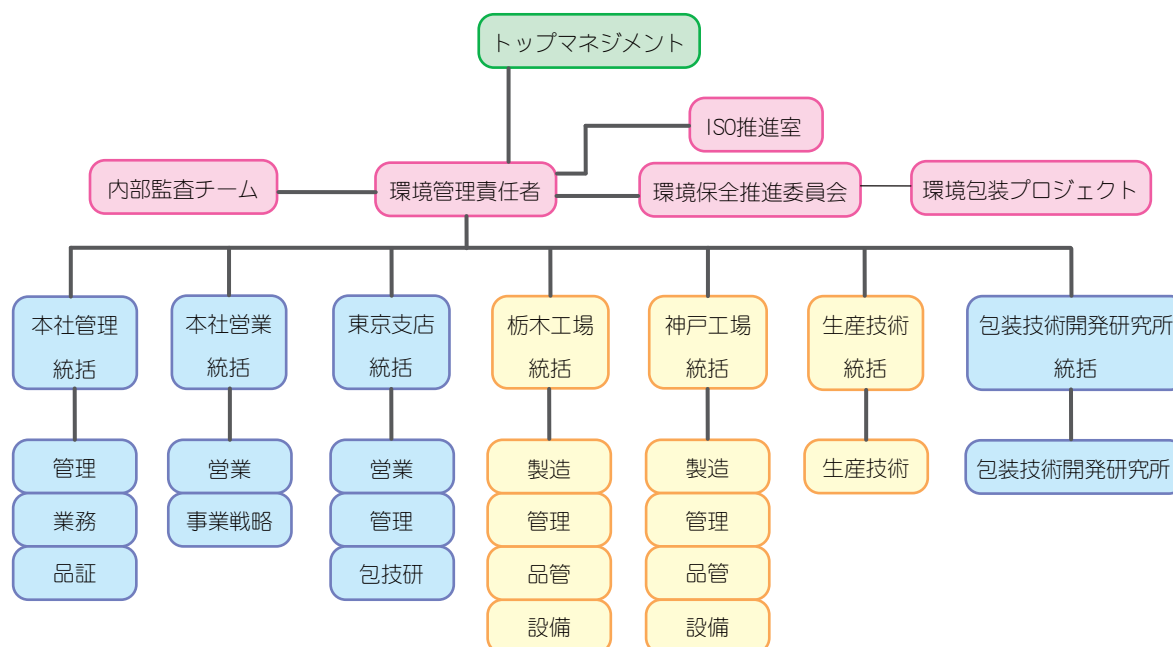 トップマネジメント
ISO推進室
内部監査チーム
環境管理責任者
環境保全推進委員会
環境包装プロジェクト
本社管理
統括
本社営業
統括
東京支店
統括
栃木工場
統括
神戸工場
統括
生産技術
統括
包装技術開発研究所
統括
管理
業務
品証
営業
事業戦略
営業
管理
包技研
製造
管理
品管
設備
製造
管理
品管
設備
生産技術
包装技術開発研究所